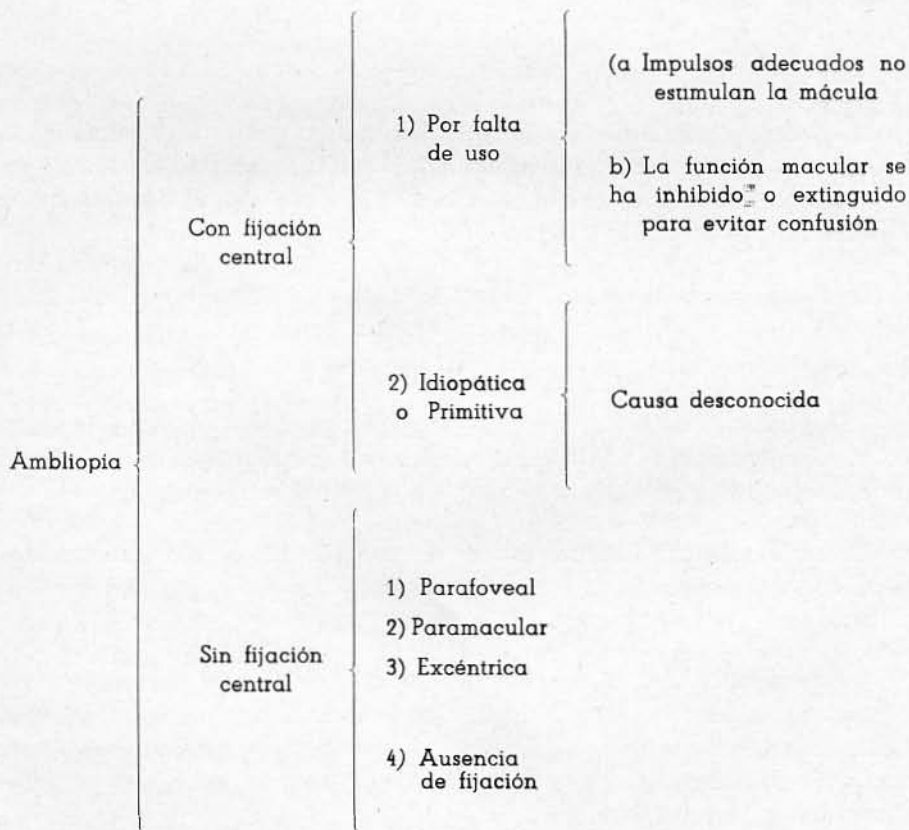 Ambliopia
Con fijación
central
1) Por falta
de uso
(a Impulsos adecuados no
estimulan la mácula
b) La función macular se
ha inhibido o extinguido
para evitar confusión
2) Idiopática
o Primitiva
Causa desconocida
Sin fijación
central
1) Parafoveal
2) Paramacular
3) Excéntrica
4) Ausencia
de fijación